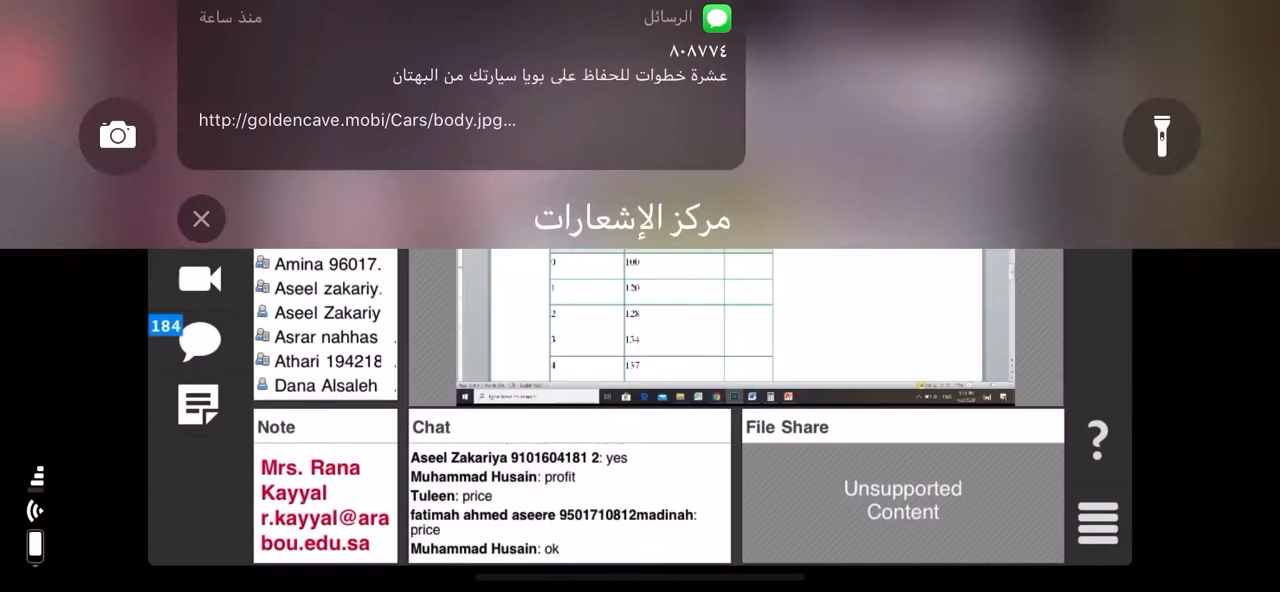 الرسائل
منذ ساعة
٨٠٨٧٧٤
عشرة خطوات للحفاظ على بويا سيارتك من البهتان
http://goldencave.mobi/Cars/body.jpg...
مركز الإشعارات
184
Amina 96017.
Aseel zakariy.
Aseel Zakariy
Asrar nahhas .
Athari 194218 .
Dana Alsaleh .
0 100
1 120
2 128
3 134
4 137
Note
Mrs. Rana
Kayyal
r.kayyal@ara
bou.edu.sa
Chat
Aseel Zakariya 9101604181 2: yes
Muhammad Husain: profit
Tuleen: price
fatimah ahmed aseere 9501710812madinah:
price
Muhammad Husain: ok
File Share
Unsupported
Content
?